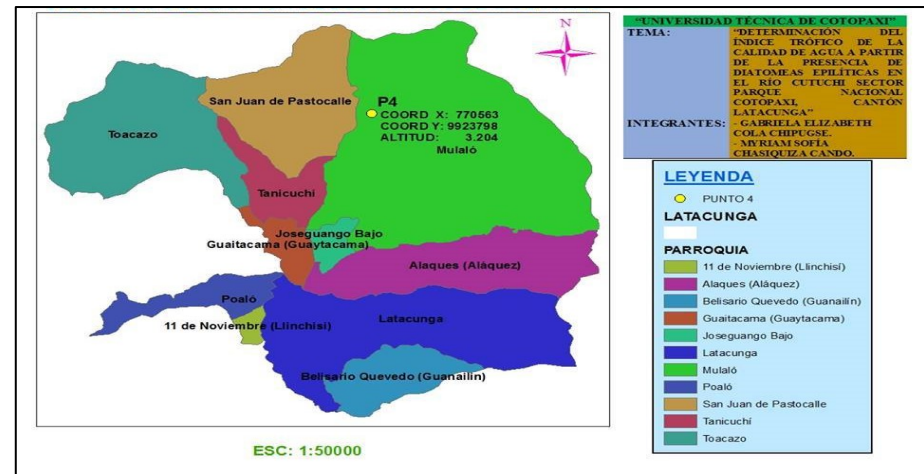 “UNIVERSIDAD TÉCNICA DE COTOPAXI”
TEMA: “DETERMINACIÓN DEL
ÍNDICE TRÓFICO DE LA
CALIDAD DE AGUA A PARTIR
DE LA PRESENCIA DE
DIATOMEAS EPILÍTICAS EN
EL RÍO CUTUCHI SECTOR
PARQUE NACIONAL
COTOPAXI, CANTÓN
LATACUNGA”
INTEGRANTES: - GABRIELA ELIZABETH
COLA CHIPUGSE.
- MYRIAM SOFÍA
CHASIQUIZA CANDO.
San Juan de Pastocalle
P4
COORD X: 770563
COORD Y: 9923798
ALTITUD: 3.204
Mulaló
Toacazo
Tanicuchí
Joseguango Bajo
Guaitacama (Guaytacama)
Alaques (Aláquez)
Poaló
Latacunga
11 de Noviembre (Llinchisi)
Belisario Quevedo (Guanailín)
ESC: 1:50000
LEYENDA
PUNTO 4
LATACUNGA
PARROQUIA
11 de Noviembre (Llinchisí)
Alaques (Aláquez)
Belisario Quevedo (Guanailín)
Guaitacama (Guaytacama)
Joseguango Bajo
Latacunga
Mulaló
Poaló
San Juan de Pastocalle
Tanicuchí
Toacazo